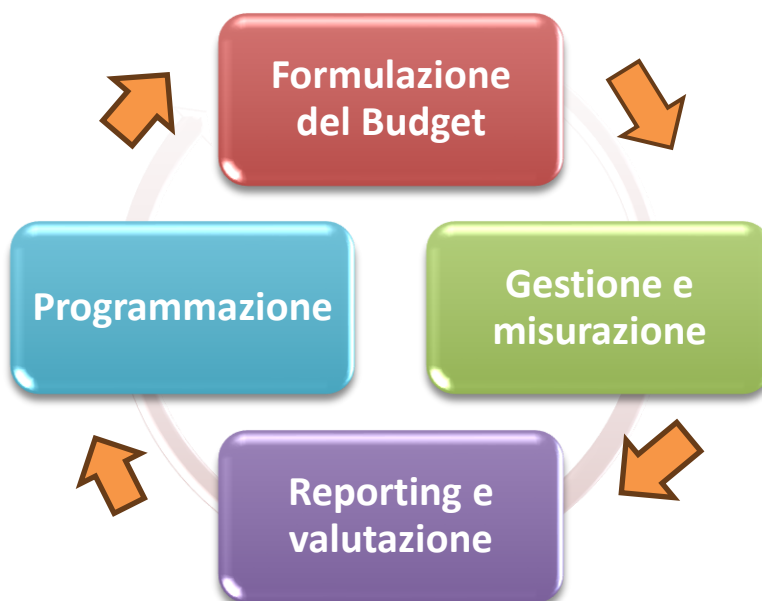 Formulazione
del Budget
Programmazione
Gestione e
misurazione
Reporting e
valutazione